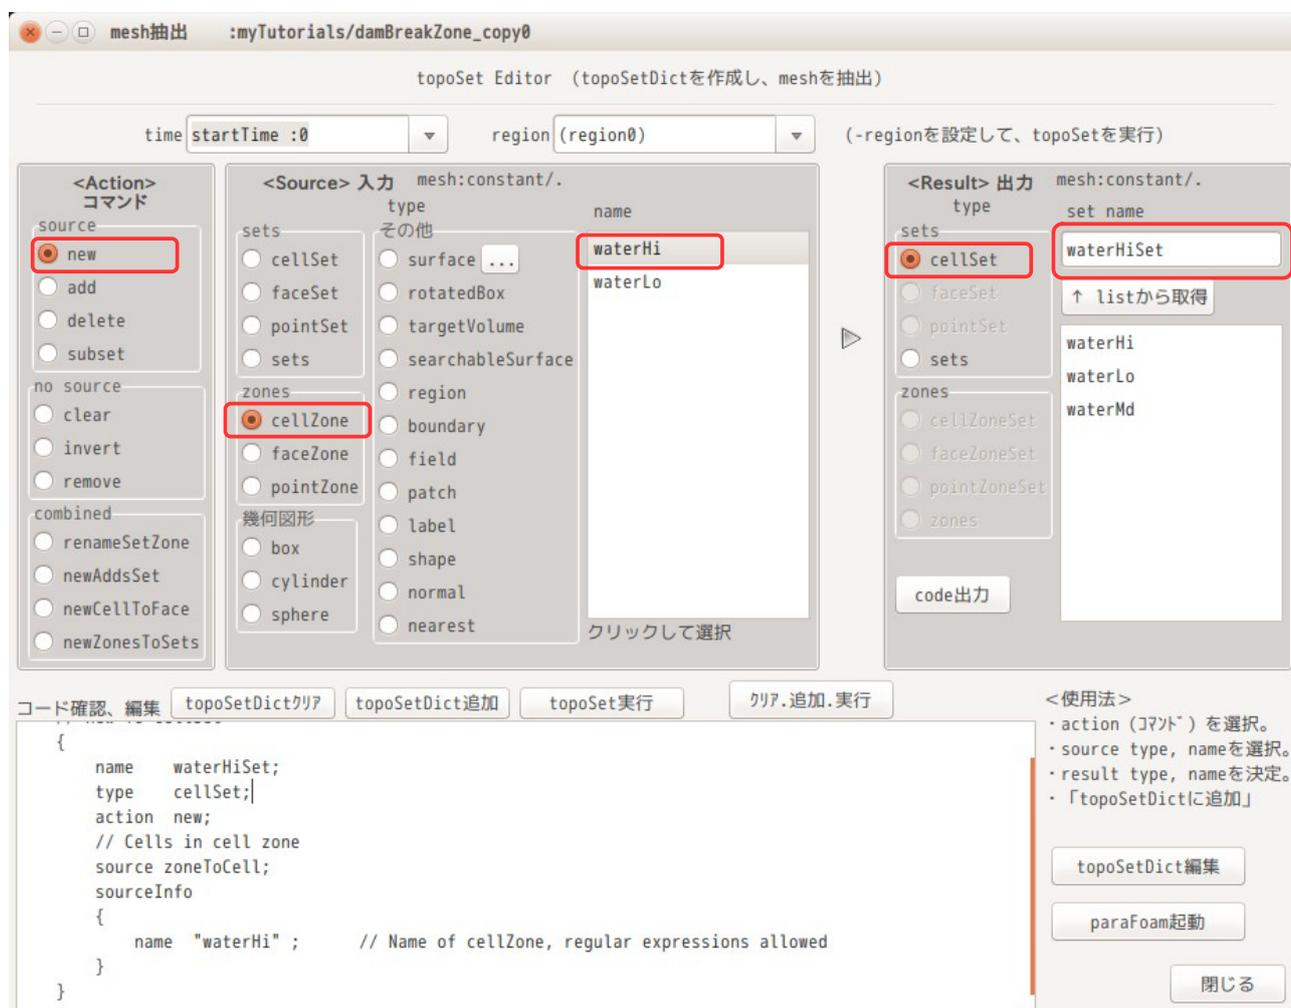 mesh抽出 :myTutorials/damBreakZone_copy0
topoSet Editor (topoSetDictを作成し、meshを抽出)
time startTime :0 region (region0) (-regionを設定して、topoSetを実行)
<Action>
コマンド
source
new
add
delete
subset
no source
clear
invert
remove
combined
renameSetZone
newAddsSet
newCellToFace
newZonesToSets
<Source> 入力 mesh:constant/.
type
sets
cellSet
faceSet
pointSet
sets
zones
cellZone
faceZone
pointZone
幾何図形
box
cylinder
sphere
その他
surface ...
rotatedBox
targetVolume
searchableSurface
region
boundary
field
patch
label
shape
normal
nearest
name
waterHi
waterLo
クリックして選択
<Result> 出力 mesh:constant/.
type
sets
cellSet
faceSet
pointSet
sets
zones
cellZoneSet
faceZoneSet
pointZoneSet
zones
code出力
set name
waterHiSet
↑ listから取得
waterHi
waterLo
waterMd
コード確認、編集 topoSetDictｸﾘｱ topoSetDict追加 topoSet実行 ｸﾘｱ.追加.実行
{
name waterHiSet;
type cellSet;
action new;
// Cells in cell zone
source zoneToCell;
sourceInfo
{
name "waterHi" ; // Name of cellZone, regular expressions allowed
}
}
＜使用法＞
・action (ｺﾏﾝﾄﾞ) を選択。
・source type, nameを選択。
・result type, nameを決定。
・「topoSetDictに追加」
topoSetDict編集
paraFoam起動
閉じる